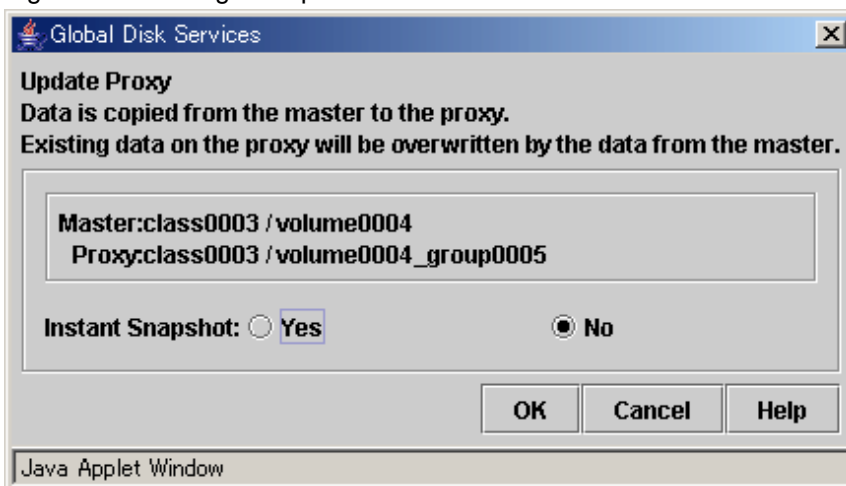 Global Disk Services
Update Proxy
Data is copied from the master to the proxy.
Existing data on the proxy will be overwritten by the data from the master.
Master:class0003 / volume0004
Proxy:class0003 / volume0004_group0005
Instant Snapshot: Yes No
OK Cancel Help
Java Applet Window